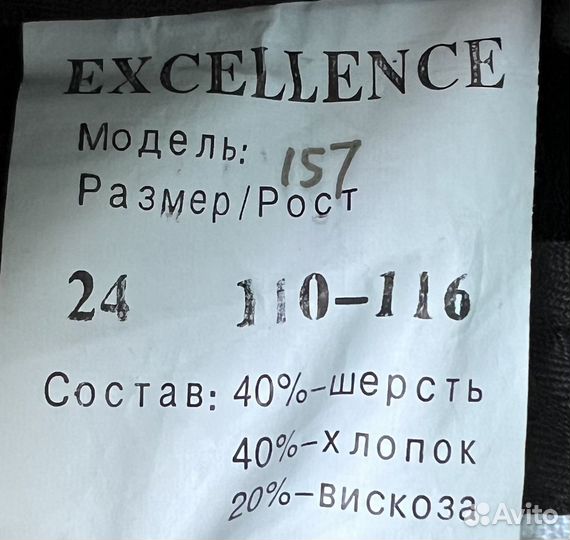 EXCELLENCE
Модель: 157
Размер/Рост
24 110-116
Состав: 40%-шерсть
40%-хлопок
20%-вискоза
Avito